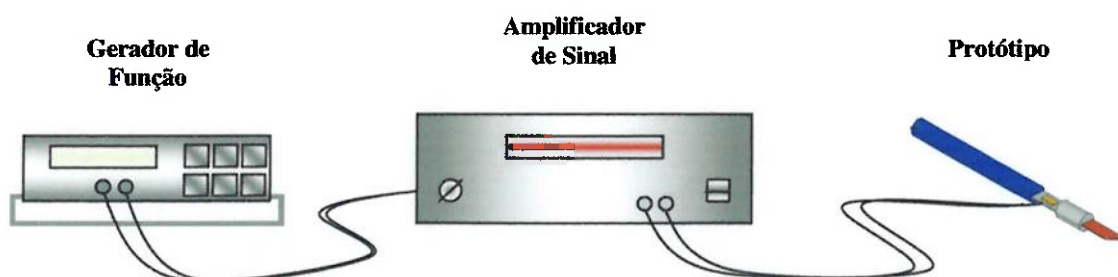 Gerador de
Função
Amplificador
de Sinal
Protótipo